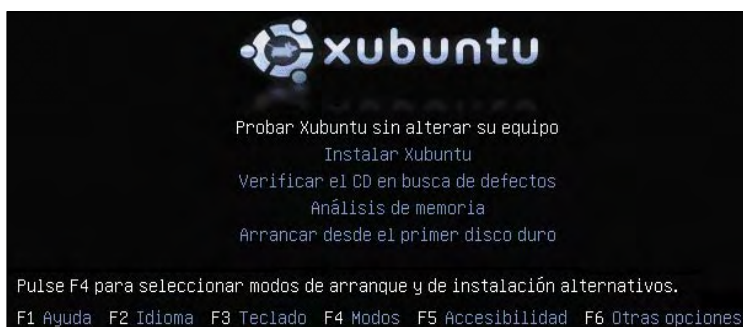 xubuntu
Probar Xubuntu sin alterar su equipo
Instalar Xubuntu
Verificar el CD en busca de defectos
Análisis de memoria
Arrancar desde el primer disco duro
Pulse F4 para seleccionar modos de arranque y de instalación alternativos.
F1 Ayuda F2 Idioma F3 Teclado F4 Modos F5 Accesibilidad F6 Otras opciones